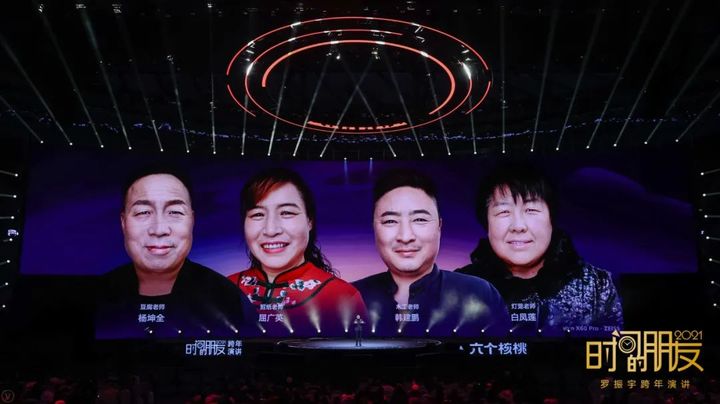 时间的朋友 2021
罗振宇跨年演讲
豆腐老师
杨坤全
剪纸老师
屈广英
木工老师
韩建鹏
灯笼老师
白凤莲
vivo X60 Pro · ZEISS
时间的朋友 跨年演讲
六个核桃